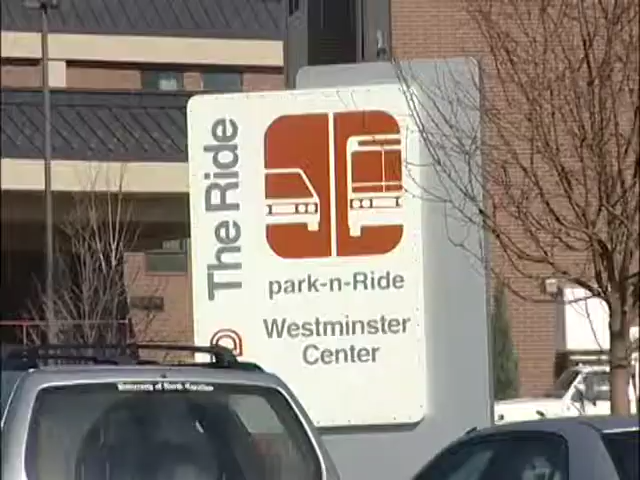 The Ride
park-n-Ride
Westminster
Center
University of North Carolina